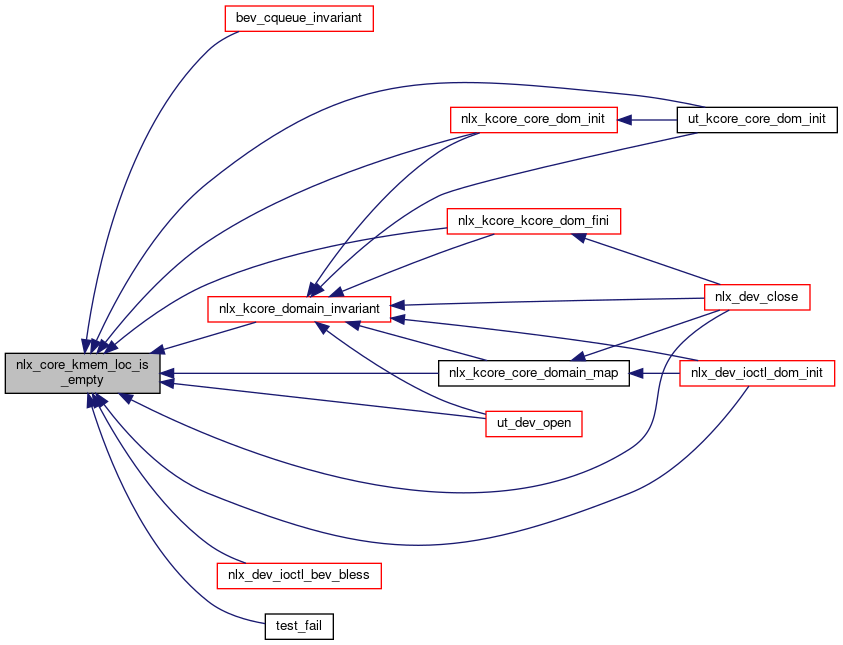 bev_cqueue_invariant
nlx_kcore_core_dom_init
ut_kcore_core_dom_init
nlx_kcore_kcore_dom_fini
nlx_kcore_domain_invariant
nlx_dev_close
nlx_core_kmem_loc_is
_empty
nlx_kcore_core_domain_map
nlx_dev_ioctl_dom_init
ut_dev_open
nlx_dev_ioctl_bev_bless
test_fail